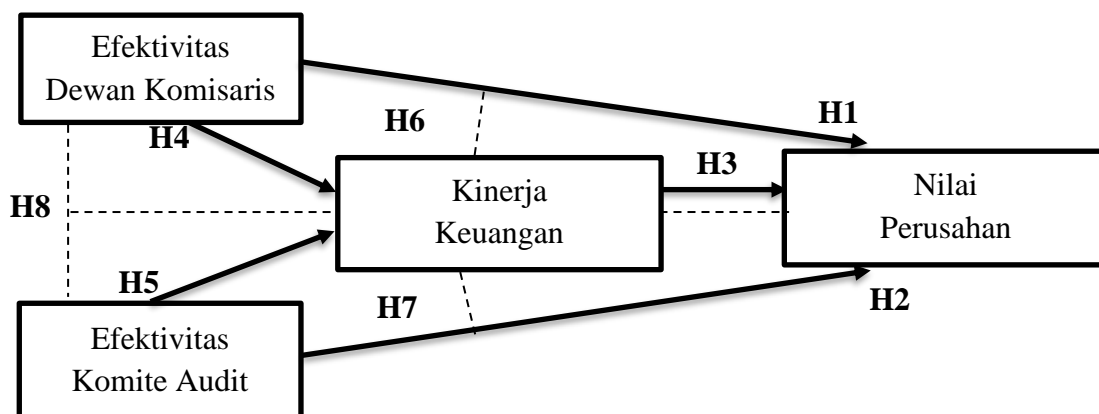 Efektivitas
Dewan Komisaris
H1
H6
H4
H3
Kinerja
Keuangan
Nilai
Perusahan
H8
H5
H7
H2
Efektivitas
Komite Audit